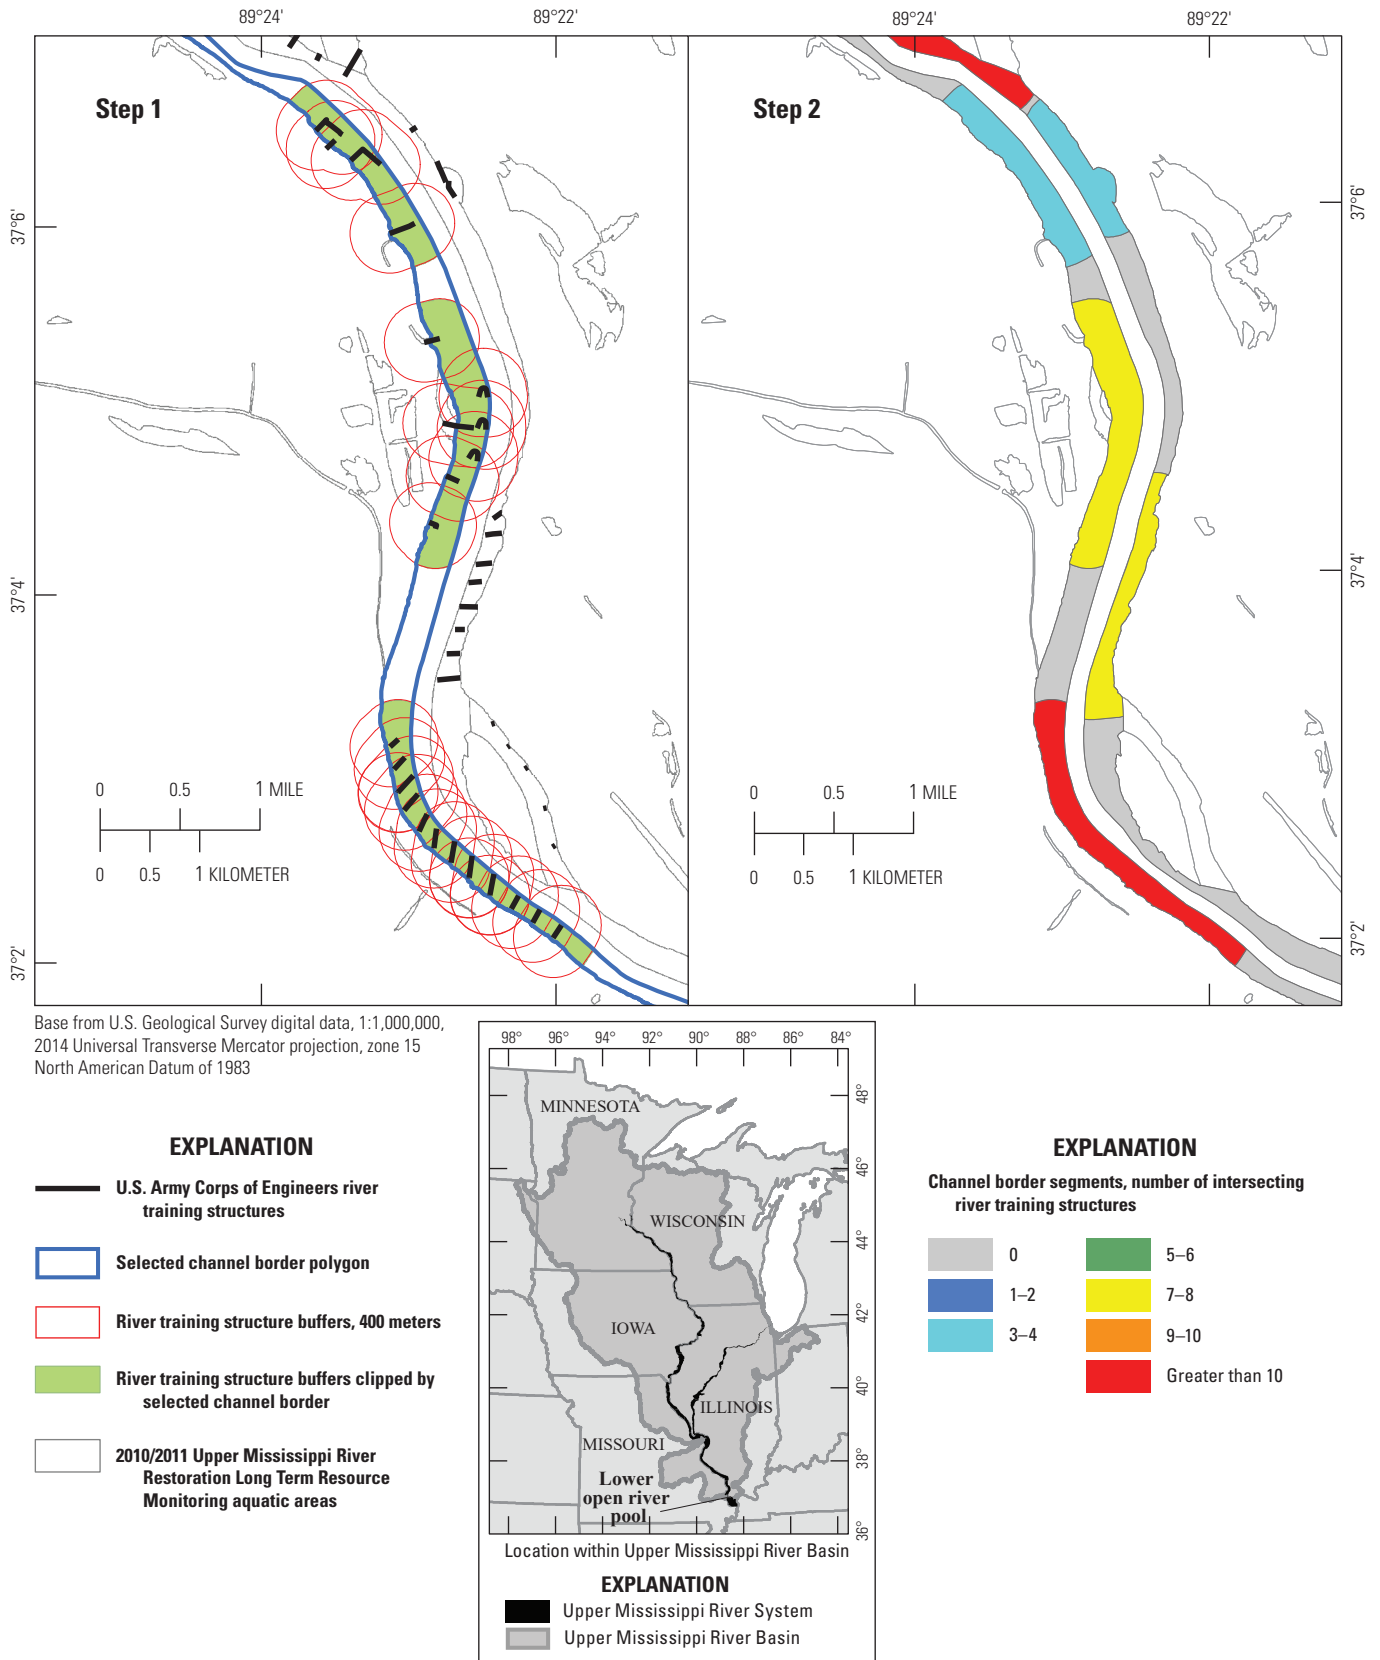 89°24'
89°22'
89°24'
89°22'
Step 1
Step 2
37°6'
37°4'
37°2'
37°6'
37°4'
37°2'
0 0.5 1 MILE
0 0.5 1 KILOMETER
0 0.5 1 MILE
0 0.5 1 KILOMETER
Base from U.S. Geological Survey digital data, 1:1,000,000,
2014 Universal Transverse Mercator projection, zone 15
North American Datum of 1983
EXPLANATION
U.S. Army Corps of Engineers river
training structures
Selected channel border polygon
River training structure buffers, 400 meters
River training structure buffers clipped by
selected channel border
2010/2011 Upper Mississippi River
Restoration Long Term Resource
Monitoring aquatic areas
98° 96° 94° 92° 90° 88° 86° 84°
48°
46°
44°
42°
40°
38°
36°
MINNESOTA
WISCONSIN
IOWA
ILLINOIS
MISSOURI
Lower
open river
pool
Location within Upper Mississippi River Basin
EXPLANATION
Upper Mississippi River System
Upper Mississippi River Basin
EXPLANATION
Channel border segments, number of intersecting
river training structures
0
1–2
3–4
5–6
7–8
9–10
Greater than 10